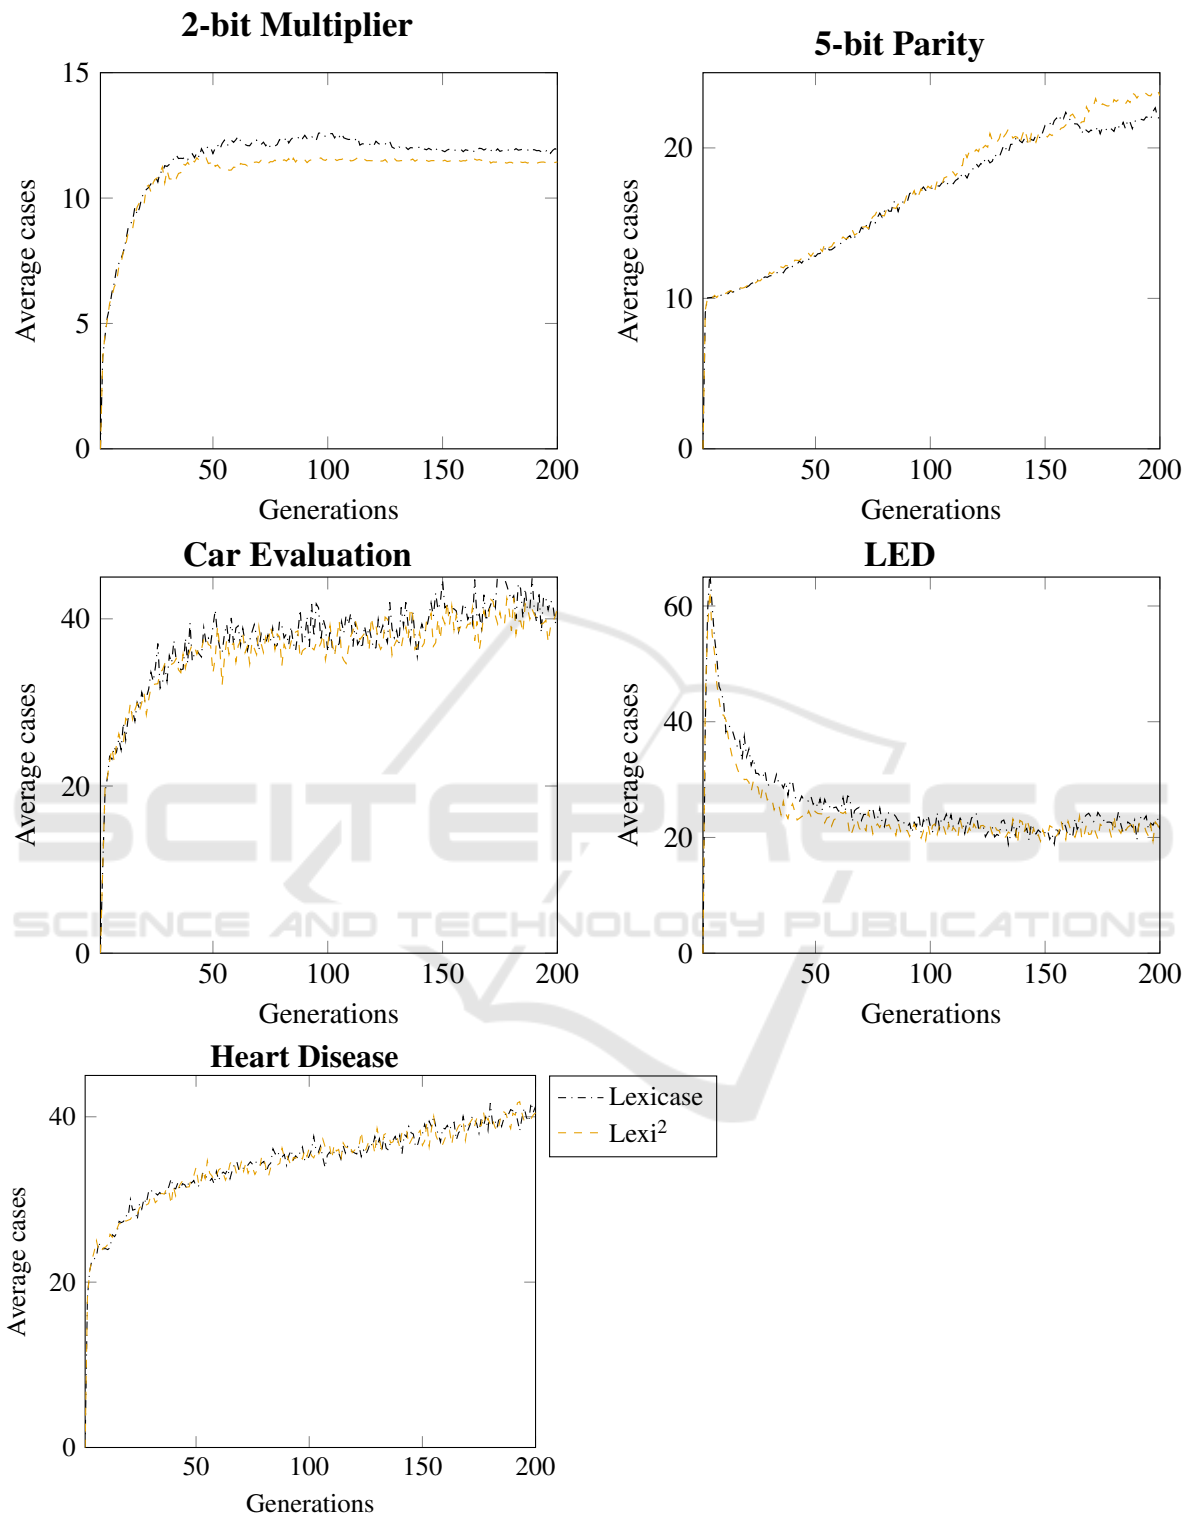 2-bit Multiplier
15
10
5
0
50 100 150 200
Average cases
Generations
5-bit Parity
20
10
0
50 100 150 200
Average cases
Generations
Car Evaluation
40
20
0
50 100 150 200
Average cases
Generations
LED
60
40
20
0
50 100 150 200
Average cases
Generations
SCITEPRESS
SCIENCE AND TECHNOLOGY PUBLICATIONS
Heart Disease
40
20
0
50 100 150 200
Average cases
Generations
Lexicase
Lexi²